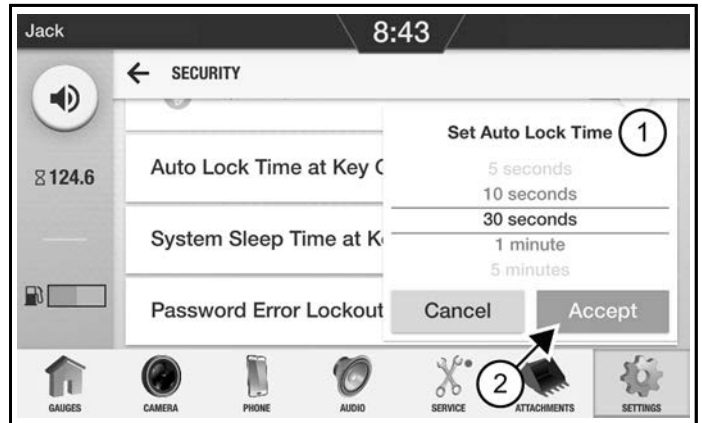 Jack
8:43
SECURITY
124.6
Set Auto Lock Time
1
5 seconds
10 seconds
30 seconds
1 minute
5 minutes
Auto Lock Time at Key
System Sleep Time at
Password Error Lockout
Cancel
Accept
2
GAUGES
CAMERA
PHONE
AUDIO
SERVICE
ATTACHMENTS
SETTINGS